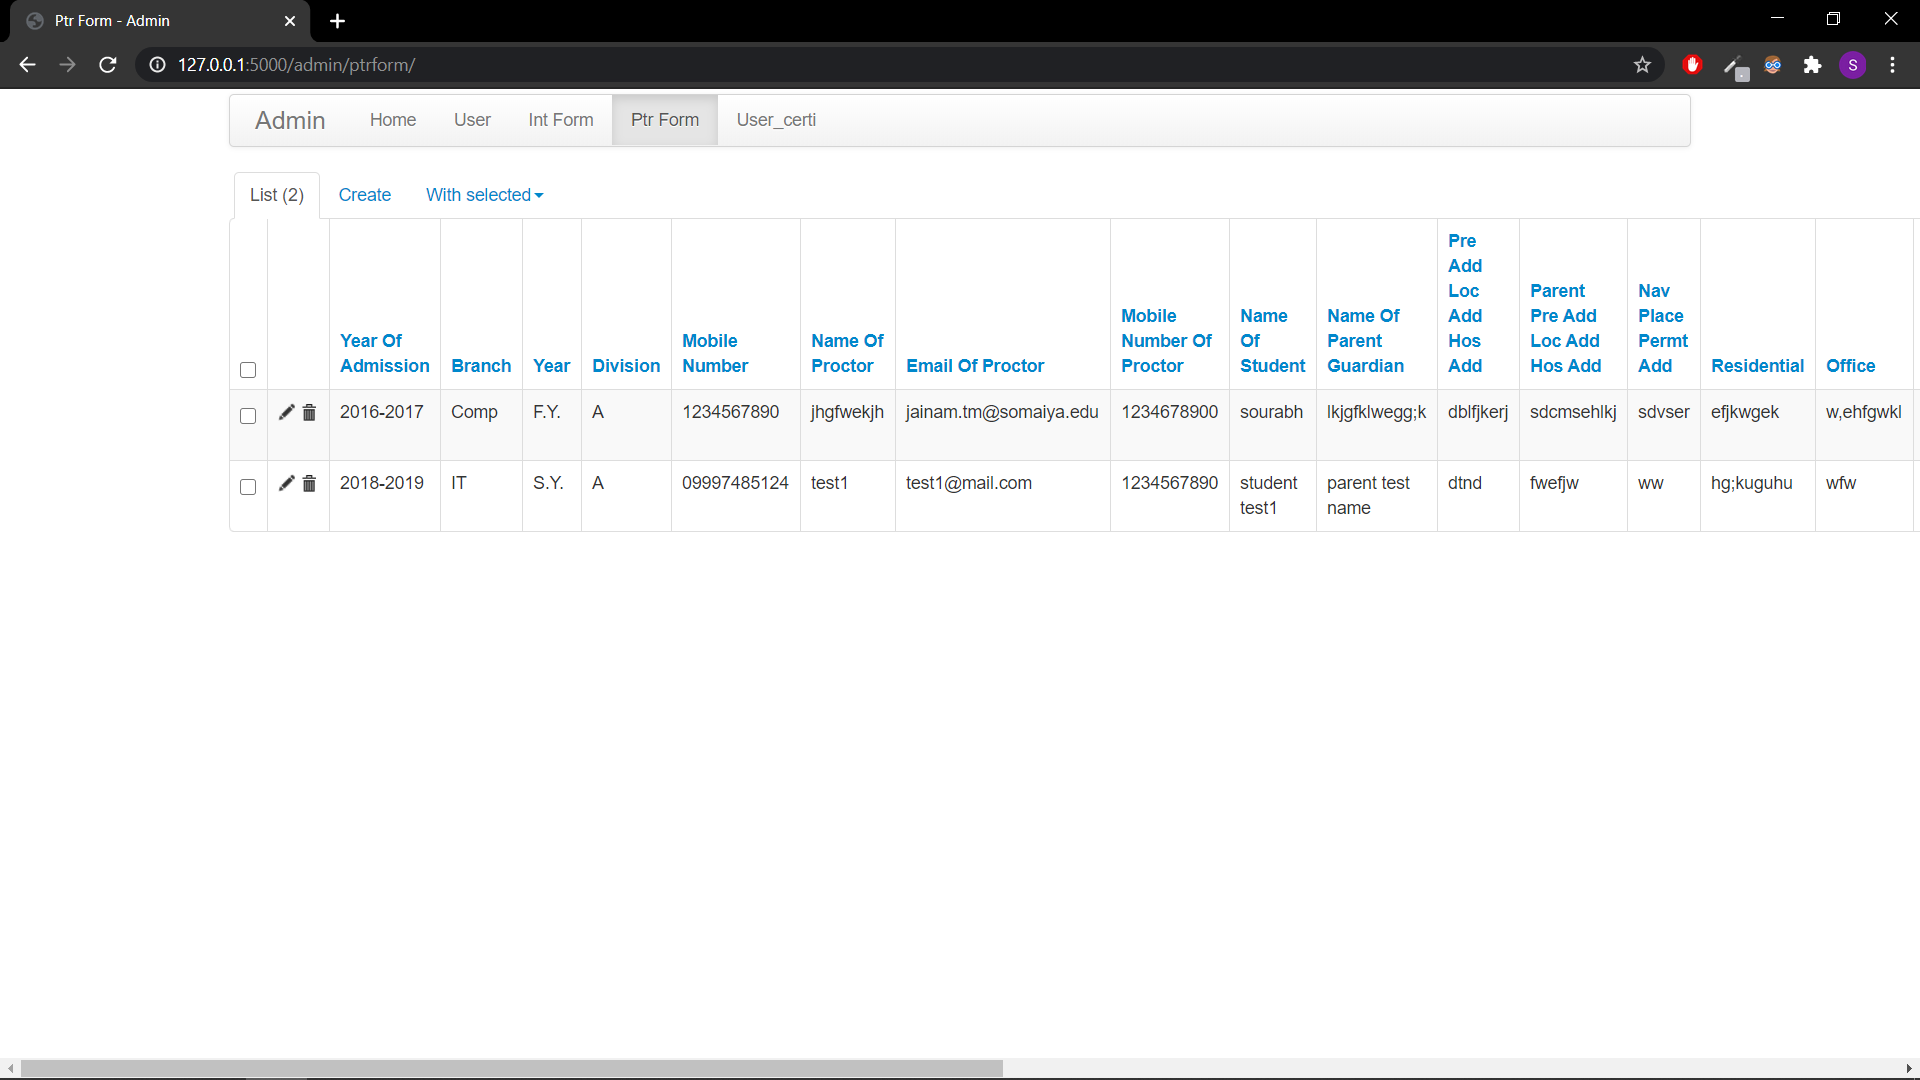 Ptr Form - Admin
127.0.0.1:5000/admin/ptrform/
S
Admin Home User Int Form Ptr Form User_certi
List (2) Create With selected
Year Of Admission Branch Year Division Mobile Number Name Of Proctor Email Of Proctor Mobile Number Of Proctor Name Of Student Name Of Parent Guardian Pre Add Loc Add Hos Add Parent Pre Add Loc Add Hos Add Nav Place Permt Add Residential Office
2016-2017 Comp F.Y. A 1234567890 jhgfwekjh jainam.tm@somaiya.edu 1234678900 sourabh lkjgfklwegg;k dblfjkerj sdcmsehlkj sdvser efjkwgek w,ehfgwkl
2018-2019 IT S.Y. A 09997485124 test1 test1@mail.com 1234567890 student test1 parent test name dtnd fwefjw ww hg;kuguhu wfw